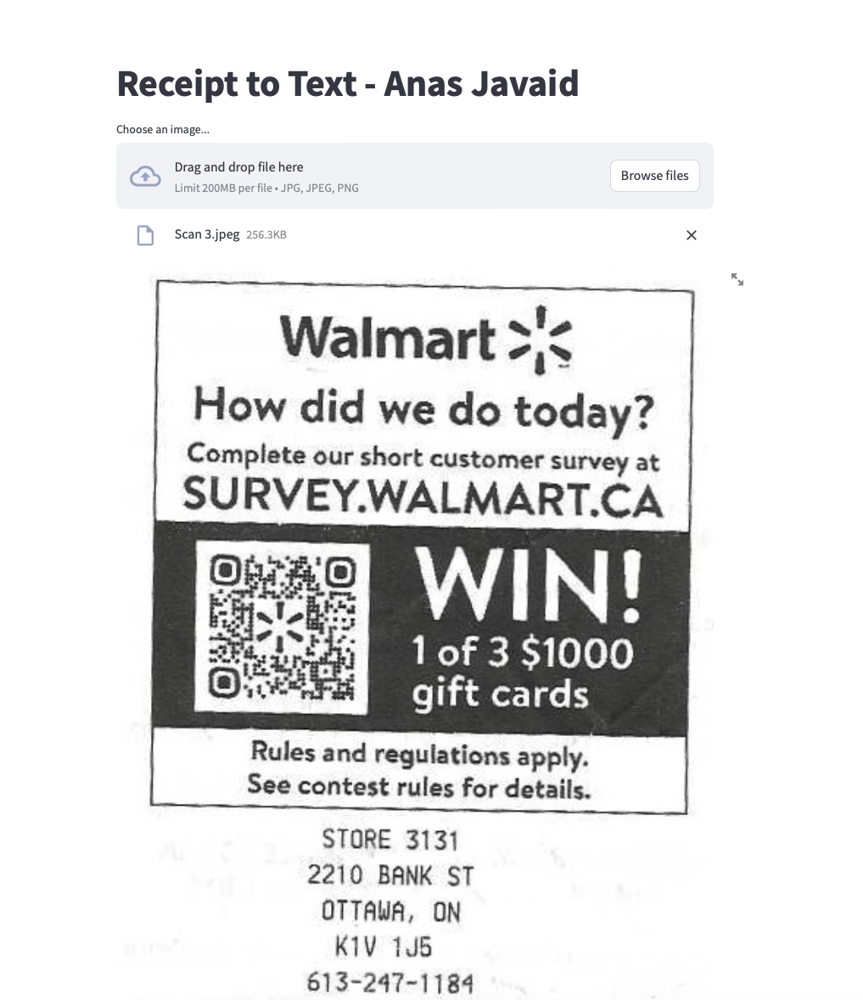 Receipt to Text - Anas Javaid
Choose an image...
Drag and drop file here
Limit 200MB per file • JPG, JPEG, PNG
Browse files
Scan 3.jpeg 256.3KB
Walmart
How did we do today?
Complete our short customer survey at
SURVEY.WALMART.CA
WIN!
1 of 3 $1000
gift cards
Rules and regulations apply.
See contest rules for details.
STORE 3131
2210 BANK ST
OTTAWA, ON
K1V 1J5
613-247-1184